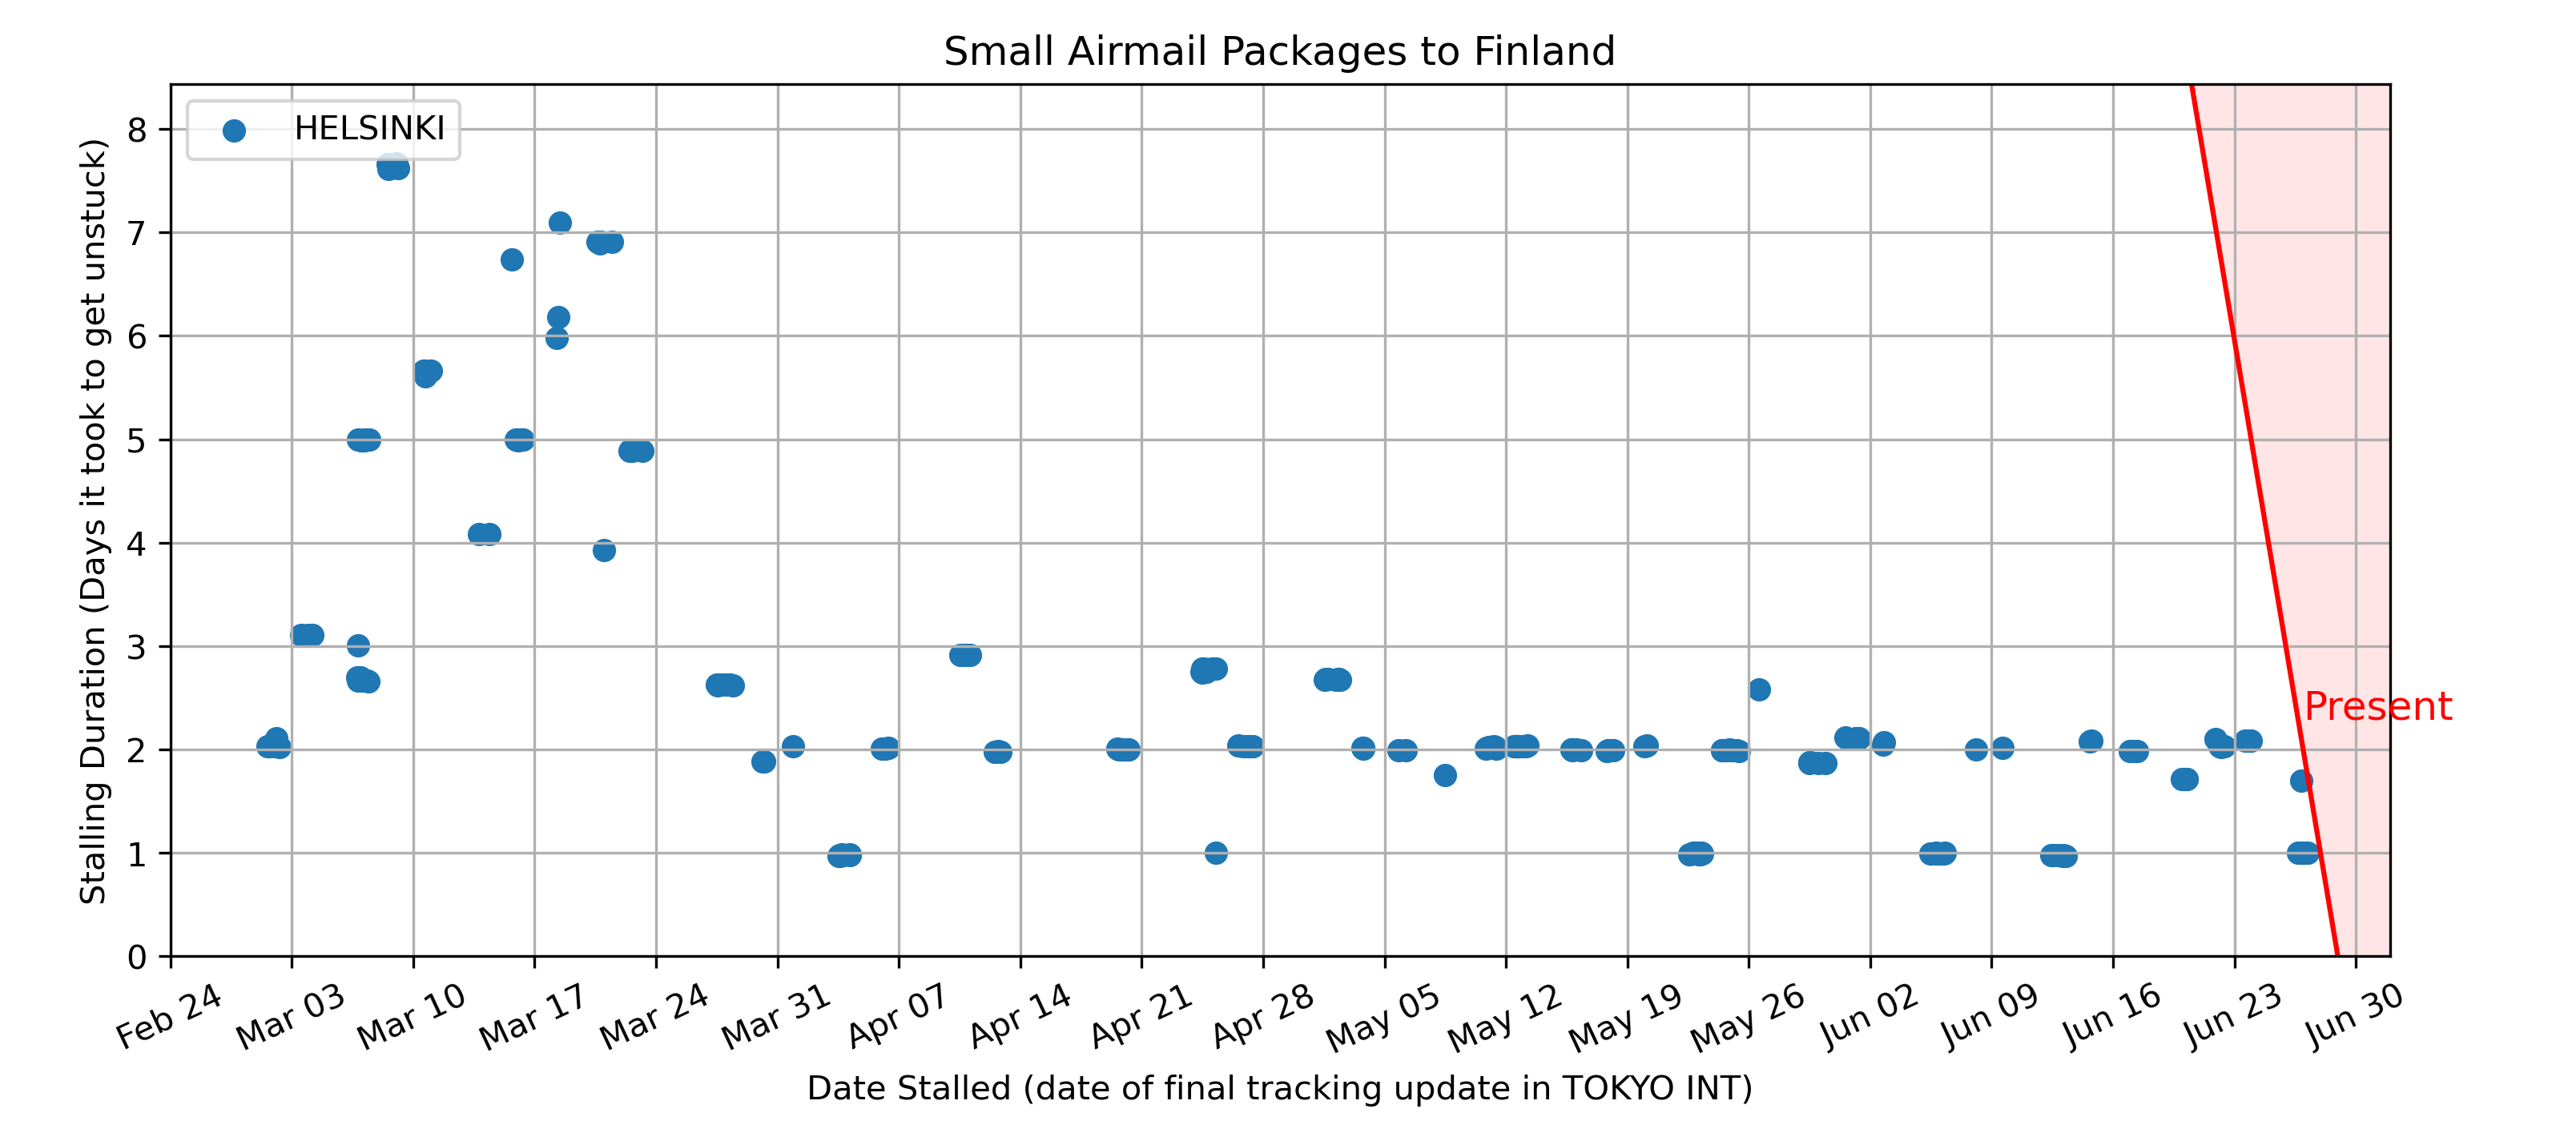 Small Airmail Packages to Finland
HELSINKI
8
7
6
5
4
3
2
1
0
Stalling Duration (Days it took to get unstuck)
Present
Feb 24
Mar 03
Mar 10
Mar 17
Mar 24
Mar 31
Apr 07
Apr 14
Apr 21
Apr 28
May 05
May 12
May 19
May 26
Jun 02
Jun 09
Jun 16
Jun 23
Jun 30
Date Stalled (date of final tracking update in TOKYO INT)